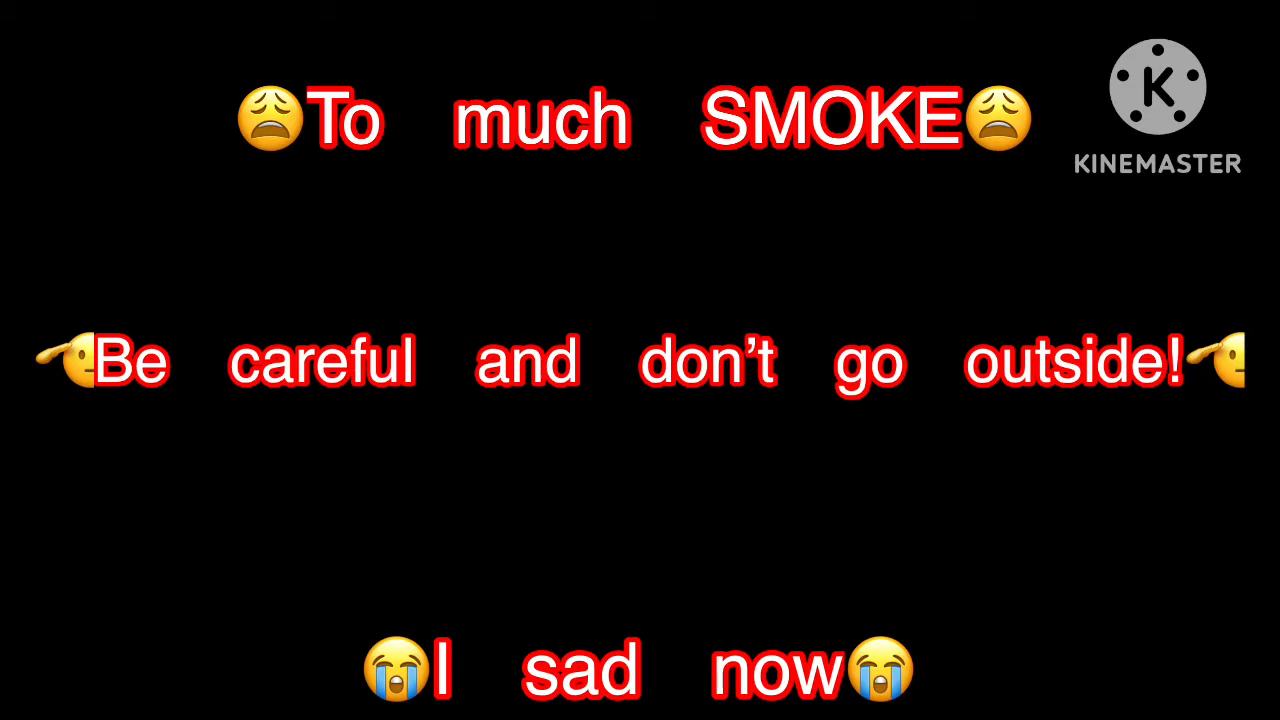 😩To much SMOKE😩
KINEMASTER
🫡Be careful and don’t go outside!🫡
😭I sad now😭